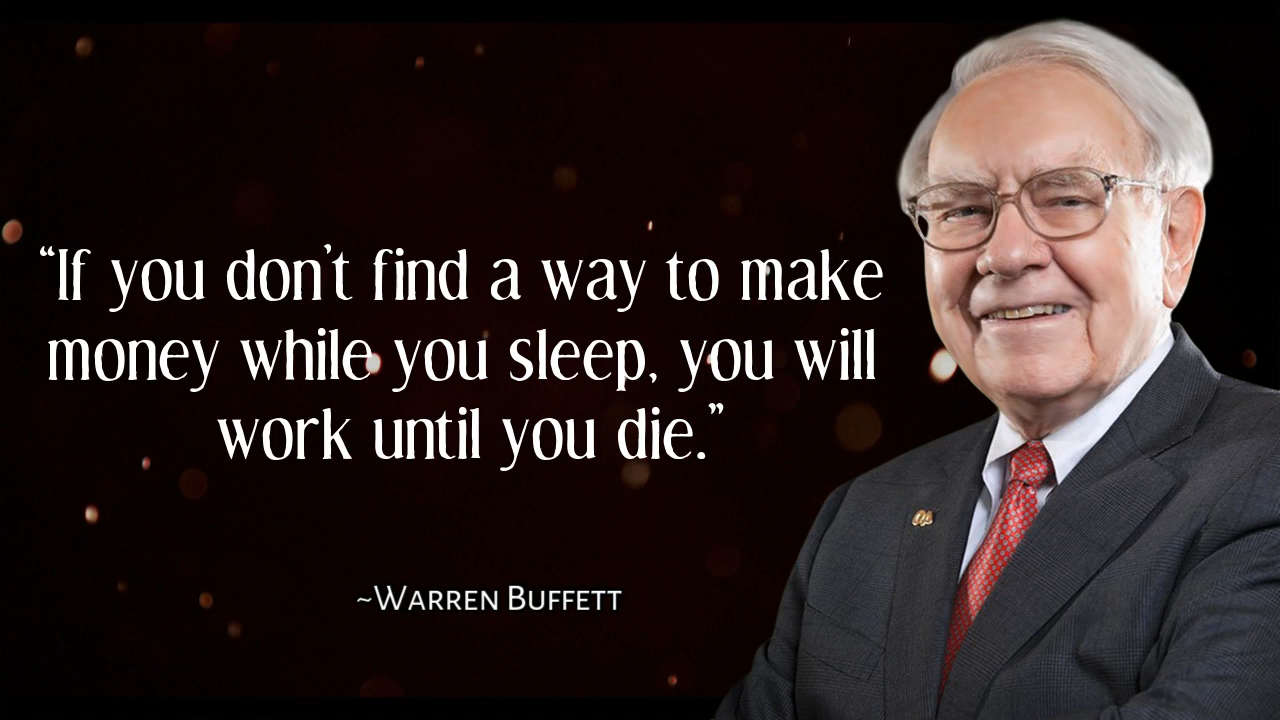 “If you don’t find a way to make
money while you sleep, you will
work until you die.”
~Warren Buffett